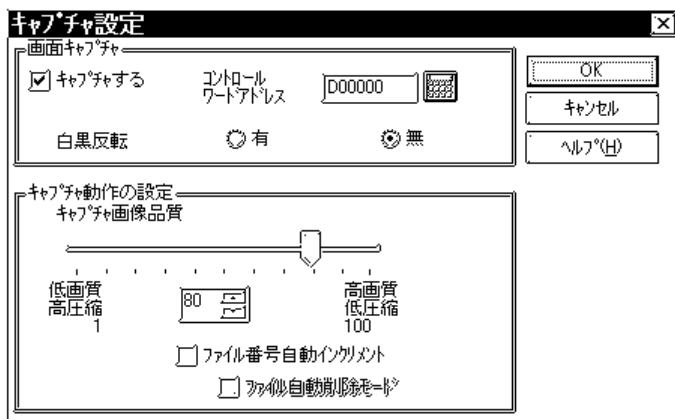 キャプチャ設定
画面キャプチャ
キャプチャする
コントロール
ワードアドレス
D00000
白黒反転
有
無
OK
キャンセル
ヘルプ(H)
キャプチャ動作の設定
キャプチャ画像品質
低画質
高圧縮
1
80
高画質
低圧縮
100
ファイル番号自動インクリメント
ファイル自動削除モード